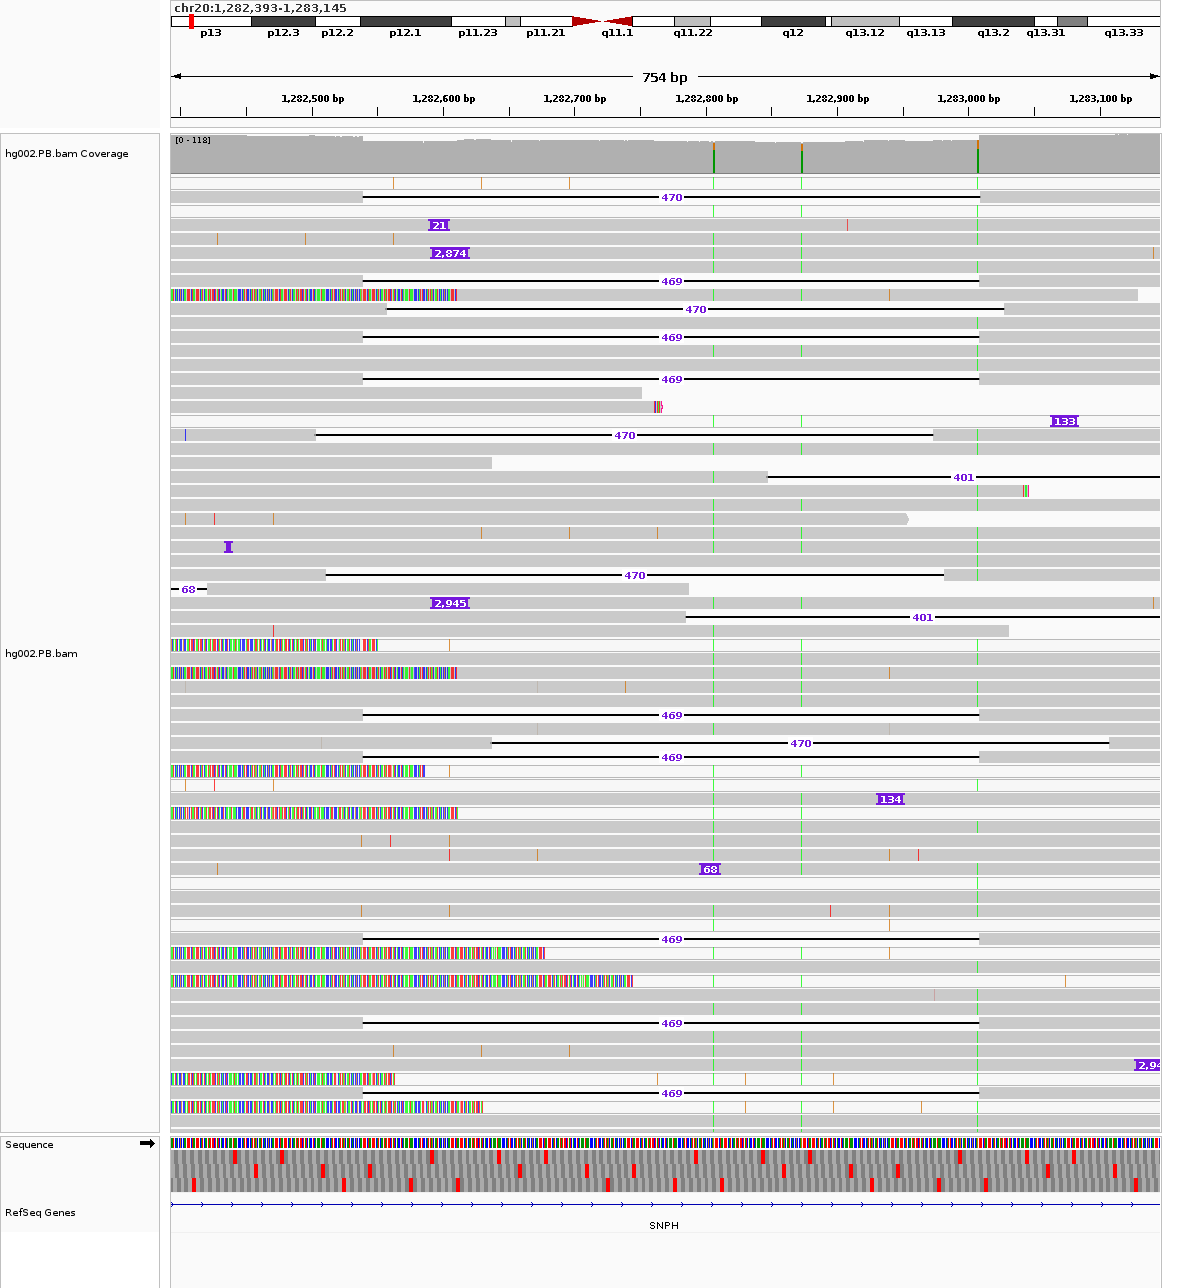 chr20:1,282,393-1,283,145
p13 p12.3 p12.2 p12.1 p11.23 p11.21 q11.1 q11.22 q12 q13.12 q13.13 q13.2 q13.31 q13.33
754 bp
1,282,500 bp 1,282,600 bp 1,282,700 bp 1,282,800 bp 1,282,900 bp 1,283,000 bp 1,283,100 bp
[0 - 118]
hg002.PB.bam Coverage
470
21
2,874
469
470
469
469
133
470
401
470
68
2,945
401
hg002.PB.bam
469
470
469
134
68
469
469
2,94
469
Sequence
RefSeq Genes
SNPH